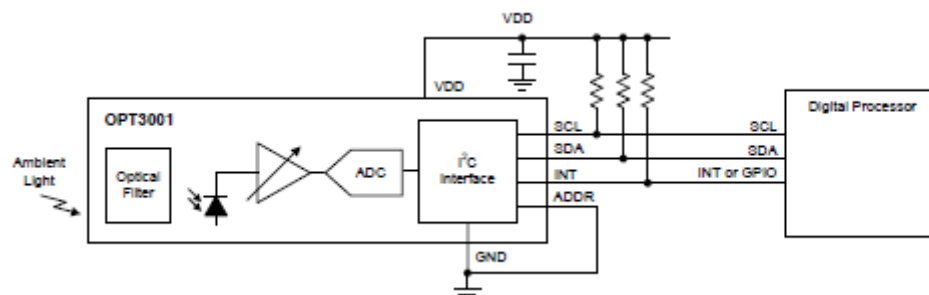 VDD
VDD
OPT3001
Digital Processor
Ambient
Light
Optical
Filter
ADC
I²C
Interface
SCL
SDA
INT
ADDR
SCL
SDA
INT or GPIO
GND